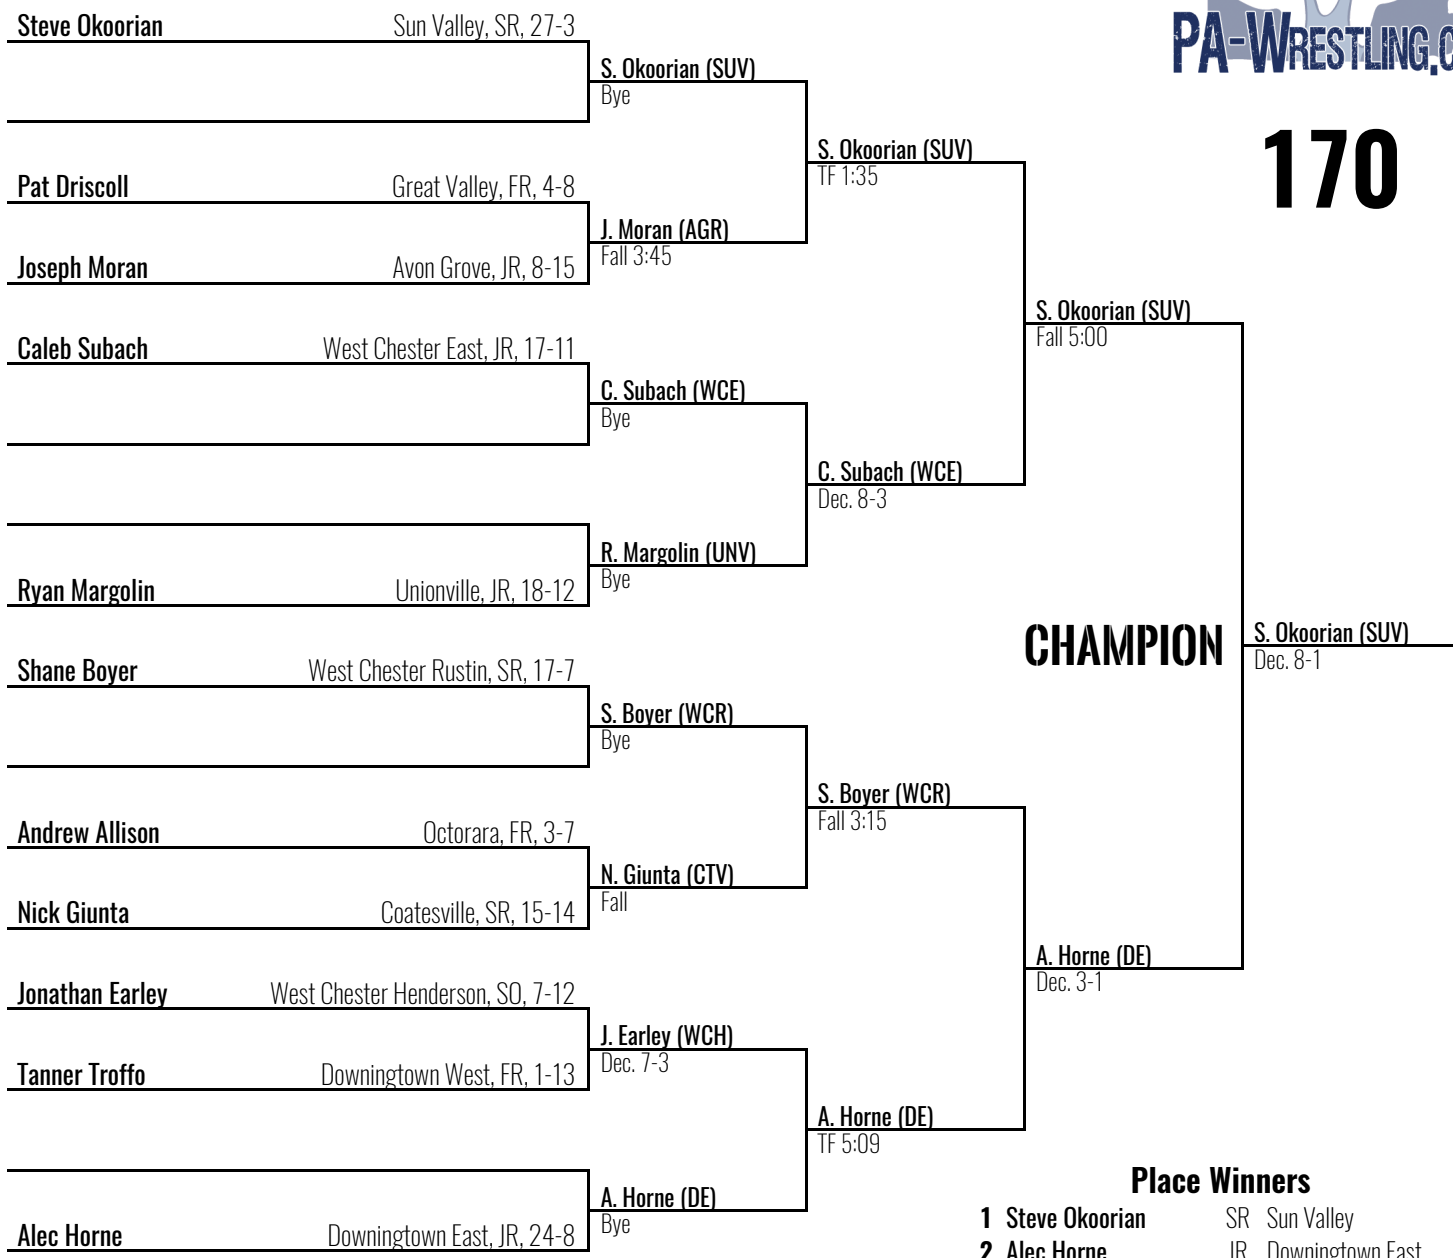 Steve Okoorian Sun Valley, SR, 27-3
S. Okoorian (SUV)
Bye
Pat Driscoll Great Valley, FR, 4-8
J. Moran (AGR)
Fall 3:45
Joseph Moran Avon Grove, JR, 8-15
S. Okoorian (SUV)
TF 1:35
Caleb Subach West Chester East, JR, 17-11
C. Subach (WCE)
Bye
R. Margolin (UNV)
Bye
Ryan Margolin Unionville, JR, 18-12
C. Subach (WCE)
Dec. 8-3
S. Okoorian (SUV)
Fall 5:00
Shane Boyer West Chester Rustin, SR, 17-7
S. Boyer (WCR)
Bye
Andrew Allison Octorara, FR, 3-7
N. Giunta (CTV)
Fall
Nick Giunta Coatesville, SR, 15-14
S. Boyer (WCR)
Fall 3:15
Jonathan Earley West Chester Henderson, SO, 7-12
J. Earley (WCH)
Dec. 7-3
Tanner Troffo Downingtown West, FR, 1-13
A. Horne (DE)
Bye
Alec Horne Downingtown East, JR, 24-8
A. Horne (DE)
TF 5:09
A. Horne (DE)
Dec. 3-1
CHAMPION
S. Okoorian (SUV)
Dec. 8-1
PA-WRESTLING.C
170
Place Winners
1 Steve Okoorian SR Sun Valley
2 Alec Horne JR Downingtown East